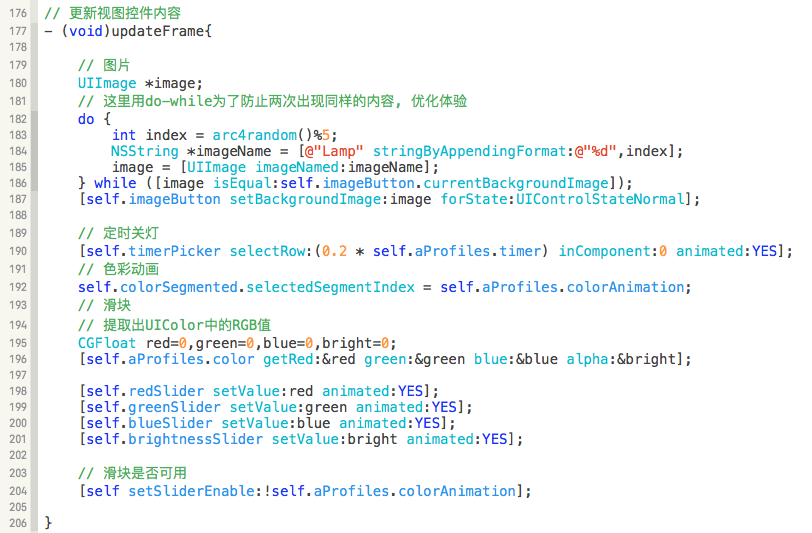 176 // 更新视图控件内容
177 - (void)updateFrame{
178
179 // 图片
180 UIImage *image;
181 // 这里用do-while为了防止两次出现同样的内容, 优化体验
182 do {
183 int index = arc4random()%5;
184 NSString *imageName = [@"Lamp" stringByAppendingFormat:@"%d",index];
185 image = [UIImage imageNamed:imageName];
186 } while ([image isEqual:self.imageButton.currentBackgroundImage]);
187 [self.imageButton setBackgroundImage:image forState:UIControlStateNormal];
188
189 // 定时关灯
190 [self.timerPicker selectRow:(0.2 * self.aProfiles.timer) inComponent:0 animated:YES];
191 // 色彩动画
192 self.colorSegmented.selectedSegmentIndex = self.aProfiles.colorAnimation;
193 // 滑块
194 // 提取出UIColor中的RGB值
195 CGFloat red=0,green=0,blue=0,bright=0;
196 [self.aProfiles.color getRed:&red green:&green blue:&blue alpha:&bright];
197
198 [self.redSlider setValue:red animated:YES];
199 [self.greenSlider setValue:green animated:YES];
200 [self.blueSlider setValue:blue animated:YES];
201 [self.brightnessSlider setValue:bright animated:YES];
202
203 // 滑块是否可用
204 [self setSliderEnable:!self.aProfiles.colorAnimation];
205
206 }